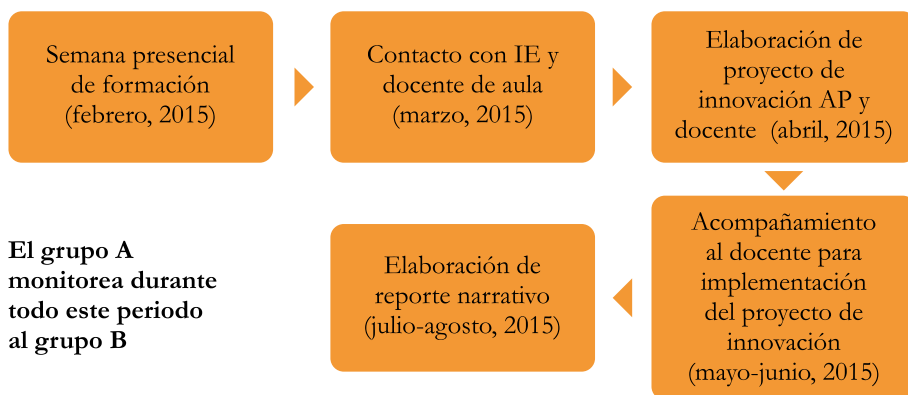 Semana presencial
de formación
(febrero, 2015)
Contacto con IE y
docente de aula
(marzo, 2015)
Elaboración de
proyecto de
innovación AP y
docente (abril, 2015)
Acompañamiento
al docente para
implementación
del proyecto de
innovación
(mayo-junio, 2015)
Elaboración de
reporte narrativo
(julio-agosto, 2015)
El grupo A
monitorea durante
todo este periodo
al grupo B